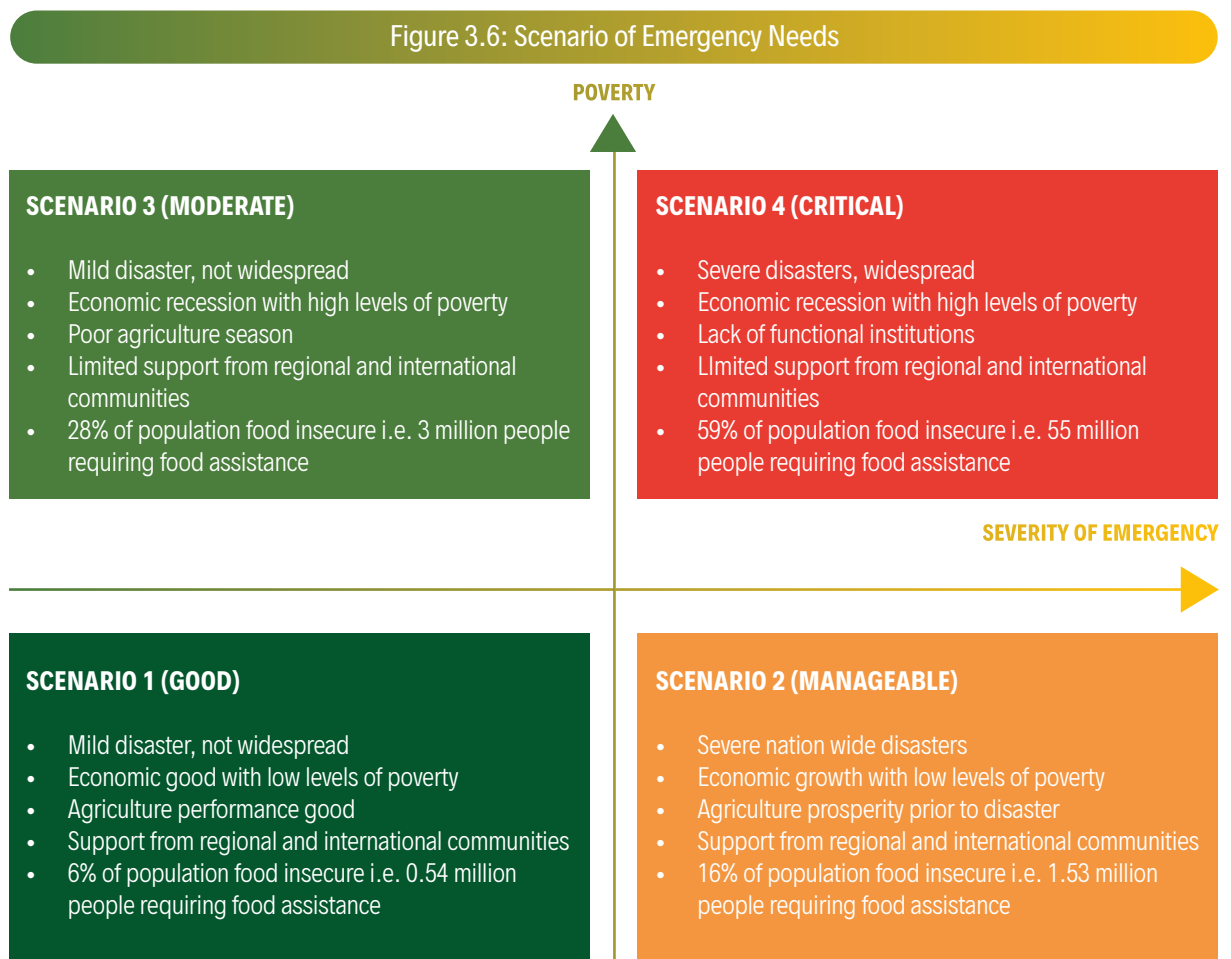 Figure 3.6: Scenario of Emergency Needs
POVERTY
SCENARIO 3 (MODERATE)
• Mild disaster, not widespread
• Economic recession with high levels of poverty
• Poor agriculture season
• Limited support from regional and international
communities
• 28% of population food insecure i.e. 3 million people
requiring food assistance
SCENARIO 4 (CRITICAL)
• Severe disasters, widespread
• Economic recession with high levels of poverty
• Lack of functional institutions
• LImited support from regional and international
communities
• 59% of population food insecure i.e. 55 million
people requiring food assistance
SEVERITY OF EMERGENCY
SCENARIO 1 (GOOD)
• Mild disaster, not widespread
• Economic good with low levels of poverty
• Agriculture performance good
• Support from regional and international communities
• 6% of population food insecure i.e. 0.54 million
people requiring food assistance
SCENARIO 2 (MANAGEABLE)
• Severe nation wide disasters
• Economic growth with low levels of poverty
• Agriculture prosperity prior to disaster
• Support from regional and international communities
• 16% of population food insecure i.e. 1.53 million
people requiring food assistance